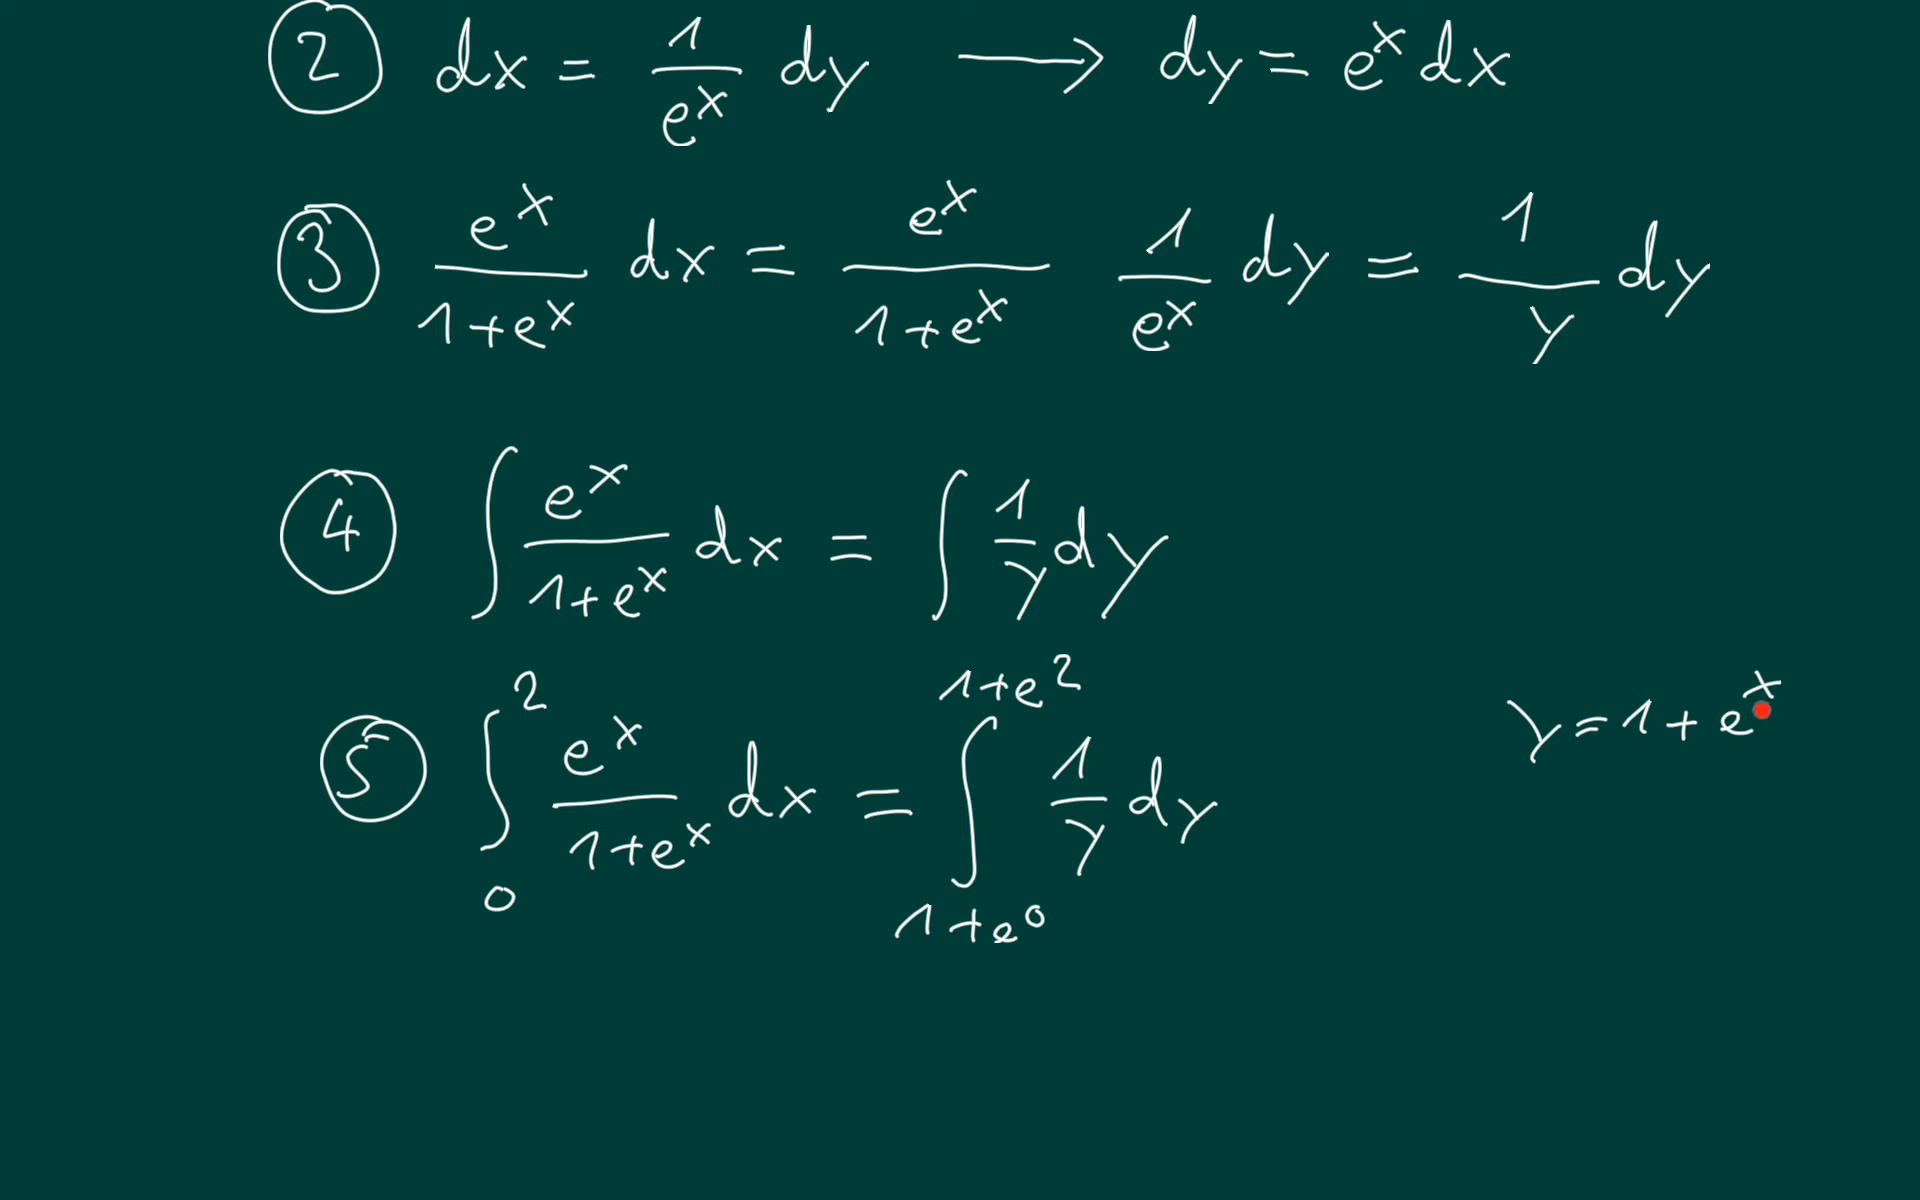 ② dx = 1/e^x dy ⟶ dy = e^x dx
③ e^x/(1+e^x) dx = e^x/(1+e^x) 1/e^x dy = 1/y dy
④ ∫ e^x/(1+e^x) dx = ∫ 1/y dy
⑤ ∫_0^2 e^x/(1+e^x) dx = ∫_{1+e^0}^{1+e^2} 1/y dy
y = 1 + e^x